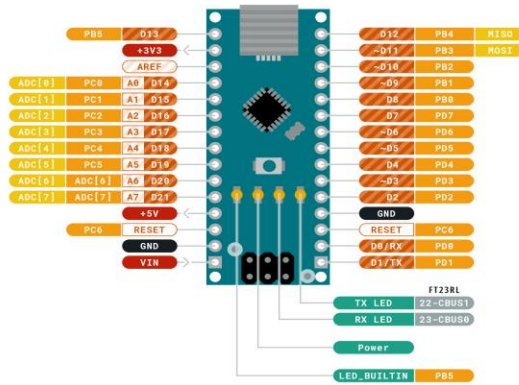 PB5 D13 D12 PB4 MISO
+3V3 ~D11 PB3 MOSI
AREF ~D10 PB2
ADC[0] PC0 A0 D14 ~D9 PB1
ADC[1] PC1 A1 D15 D8 PB0
ADC[2] PC2 A2 D16 D7 PD7
ADC[3] PC3 A3 D17 ~D6 PD6
ADC[4] PC4 A4 D18 ~D5 PD5
ADC[5] PC5 A5 D19 D4 PD4
ADC[6] ADC[6] A6 D20 ~D3 PD3
ADC[7] ADC[7] A7 D21 D2 PD2
+5V GND
PC6 RESET RESET PC6
GND D0/RX PD0
VIN D1/TX PD1
FT23RL
TX LED 22-CBUS1
RX LED 23-CBUS0
Power
LED_BUILTIN PB5